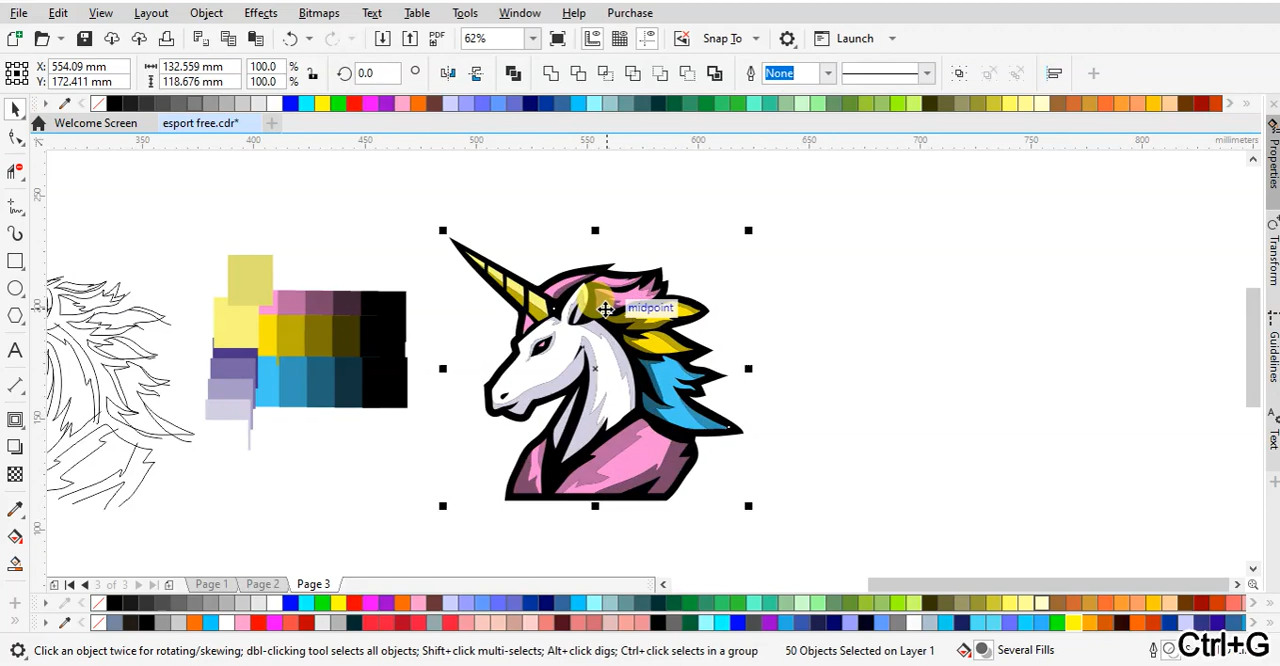 File Edit View Layout Object Effects Bitmaps Text Table Tools Window Help Purchase
PDF 62% Snap To Launch
X: 554.09 mm 132.559 mm 100.0 % 0.0 ° None
Y: 172.411 mm 118.676 mm 100.0 %
Welcome Screen esport free.cdr* +
350 400 450 500 550 600 650 700 750 800 millimeters
midpoint
Properties
Transform
Guidelines
Text
3 of 3 Page 1 Page 2 Page 3
Click an object twice for rotating/skewing; dbl-clicking tool selects all objects; Shift+click multi-selects; Alt+click digs; Ctrl+click selects in a group 50 Objects Selected on Layer 1 Several Fills
Ctrl+G